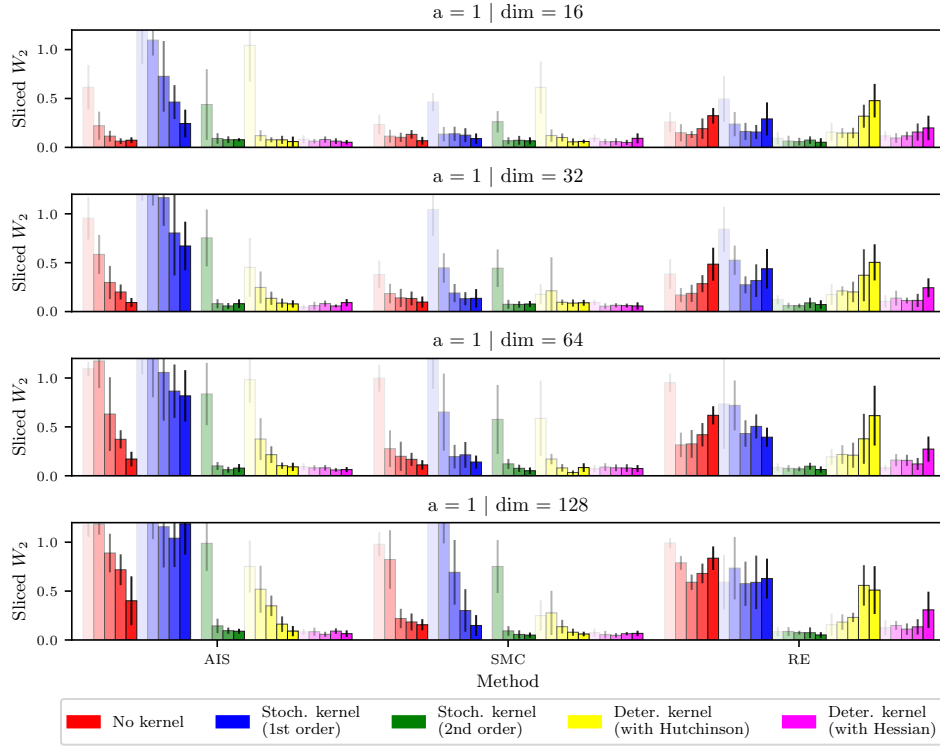 a = 1 | dim = 16
Sliced W₂
1.0
0.5
0.0
a = 1 | dim = 32
Sliced W₂
1.0
0.5
0.0
a = 1 | dim = 64
Sliced W₂
1.0
0.5
0.0
a = 1 | dim = 128
Sliced W₂
1.0
0.5
0.0
AIS SMC RE
Method
No kernel
Stoch. kernel
(1st order)
Stoch. kernel
(2nd order)
Deter. kernel
(with Hutchinson)
Deter. kernel
(with Hessian)